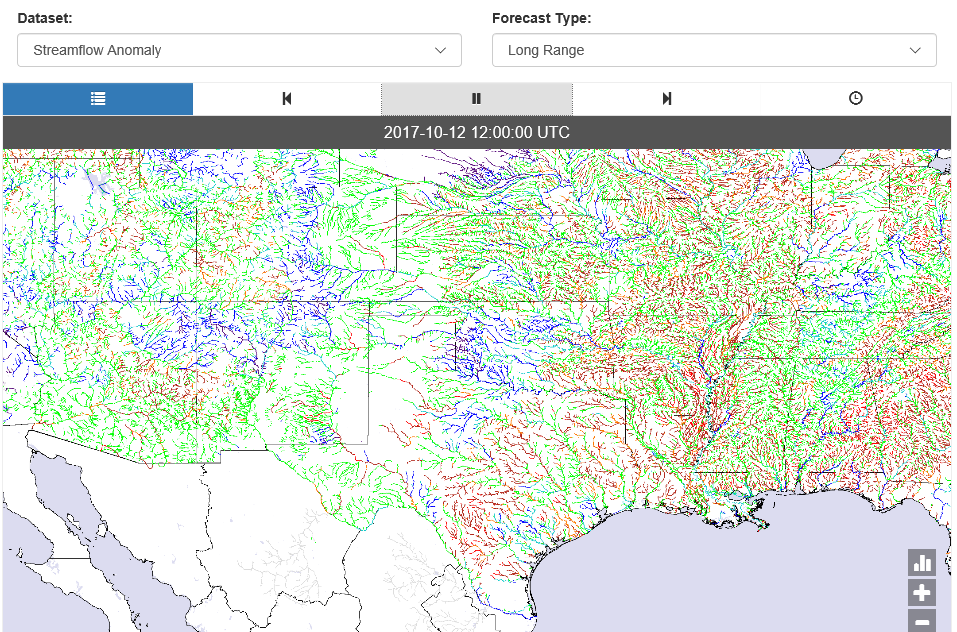 Dataset:
Forecast Type:
Streamflow Anomaly
Long Range
2017-10-12 12:00:00 UTC